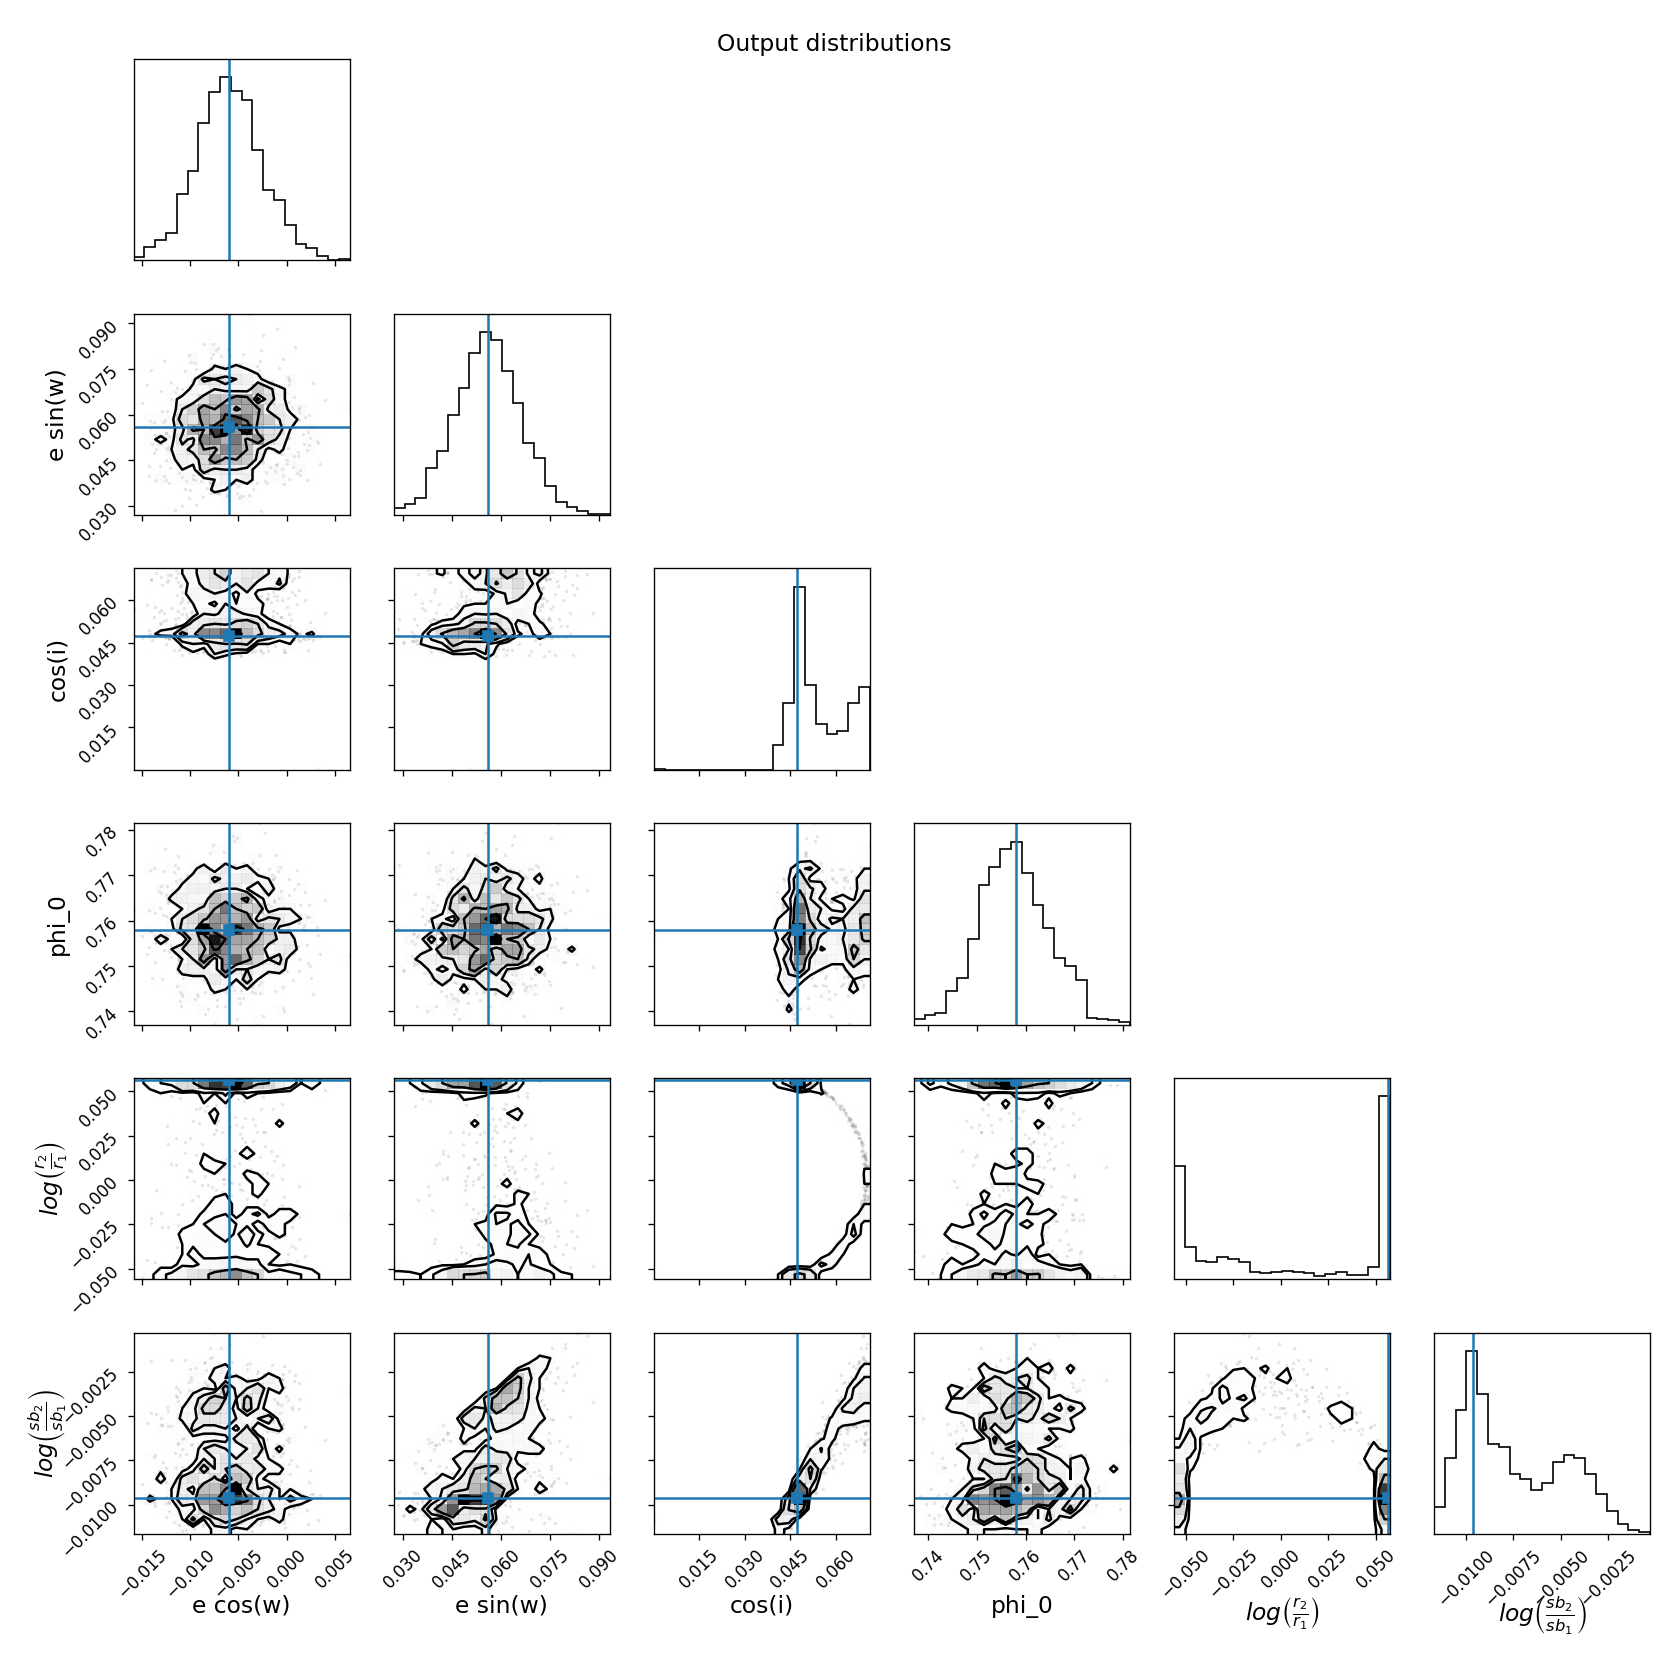 Output distributions
e sin(w)
0.090
0.075
0.060
0.045
0.030
cos(i)
0.060
0.045
0.030
0.015
phi_0
0.78
0.77
0.76
0.75
0.74
log(r2/r1)
0.050
0.025
0.000
−0.025
−0.050
log(sb2/sb1)
−0.0025
−0.0050
−0.0075
−0.0100
−0.015 −0.010 −0.005 0.000 0.005
0.030 0.045 0.060 0.075 0.090
0.015 0.030 0.045 0.060
0.74 0.75 0.76 0.77 0.78
−0.050 −0.025 0.000 0.025 0.050
−0.0100 −0.0075 −0.0050 −0.0025
e cos(w) e sin(w) cos(i) phi_0 log(r2/r1) log(sb2/sb1)